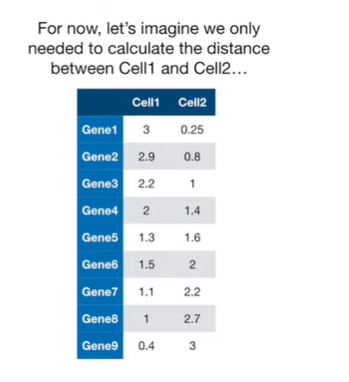 For now, let's imagine we only
needed to calculate the distance
between Cell1 and Cell2...
Cell1 Cell2
Gene1 3 0.25
Gene2 2.9 0.8
Gene3 2.2 1
Gene4 2 1.4
Gene5 1.3 1.6
Gene6 1.5 2
Gene7 1.1 2.2
Gene8 1 2.7
Gene9 0.4 3